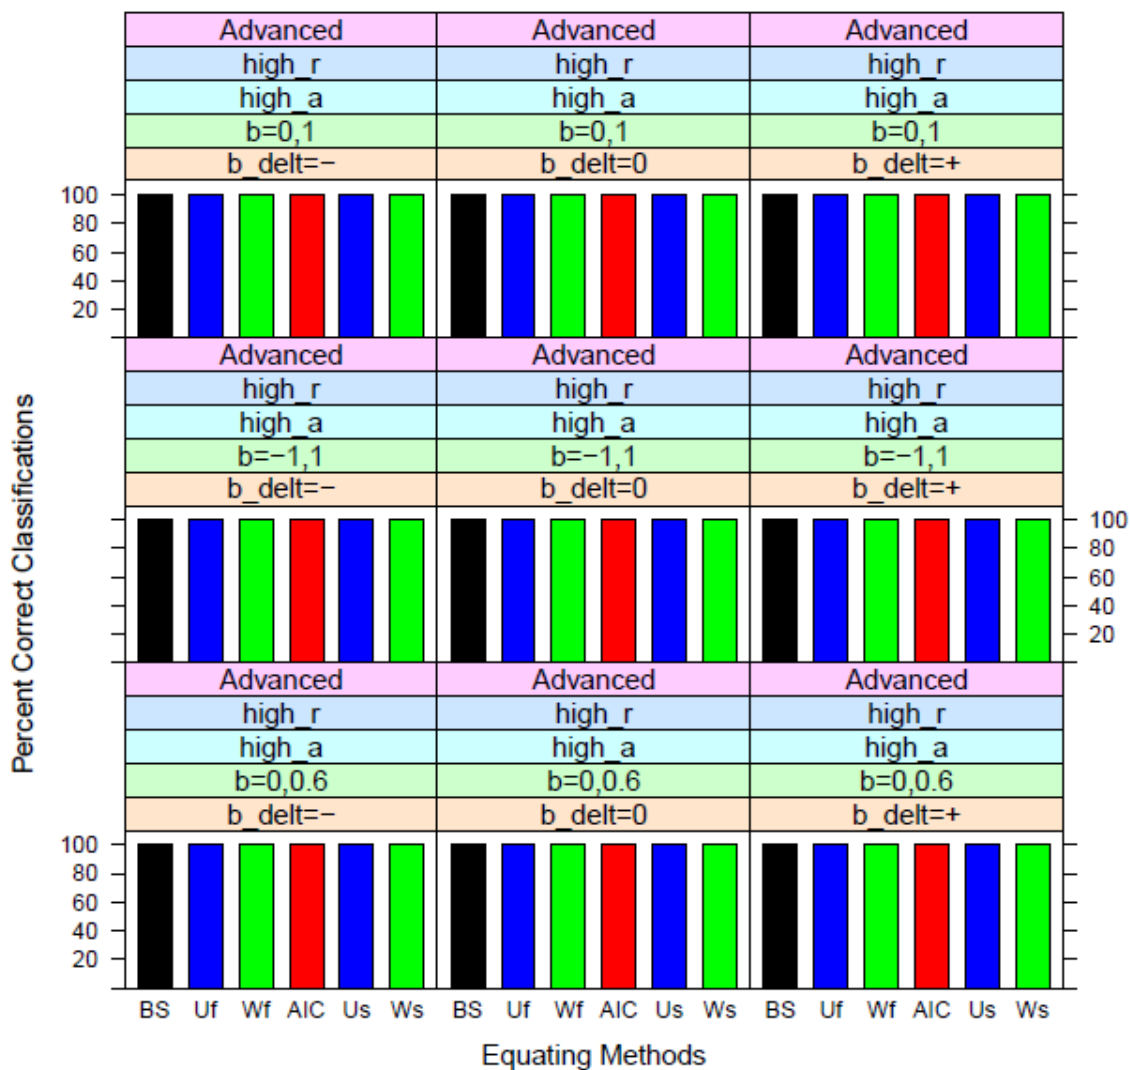 Advanced Advanced Advanced
high_r high_r high_r
high_a high_a high_a
b=0,1 b=0,1 b=0,1
b_delt=− b_delt=0 b_delt=+
100
80
60
40
20
Advanced Advanced Advanced
high_r high_r high_r
high_a high_a high_a
b=−1,1 b=−1,1 b=−1,1
b_delt=− b_delt=0 b_delt=+
100
80
60
40
20
Percent Correct Classifications
Advanced Advanced Advanced
high_r high_r high_r
high_a high_a high_a
b=0,0.6 b=0,0.6 b=0,0.6
b_delt=− b_delt=0 b_delt=+
100
80
60
40
20
BS Uf Wf AIC Us Ws BS Uf Wf AIC Us Ws BS Uf Wf AIC Us Ws
Equating Methods